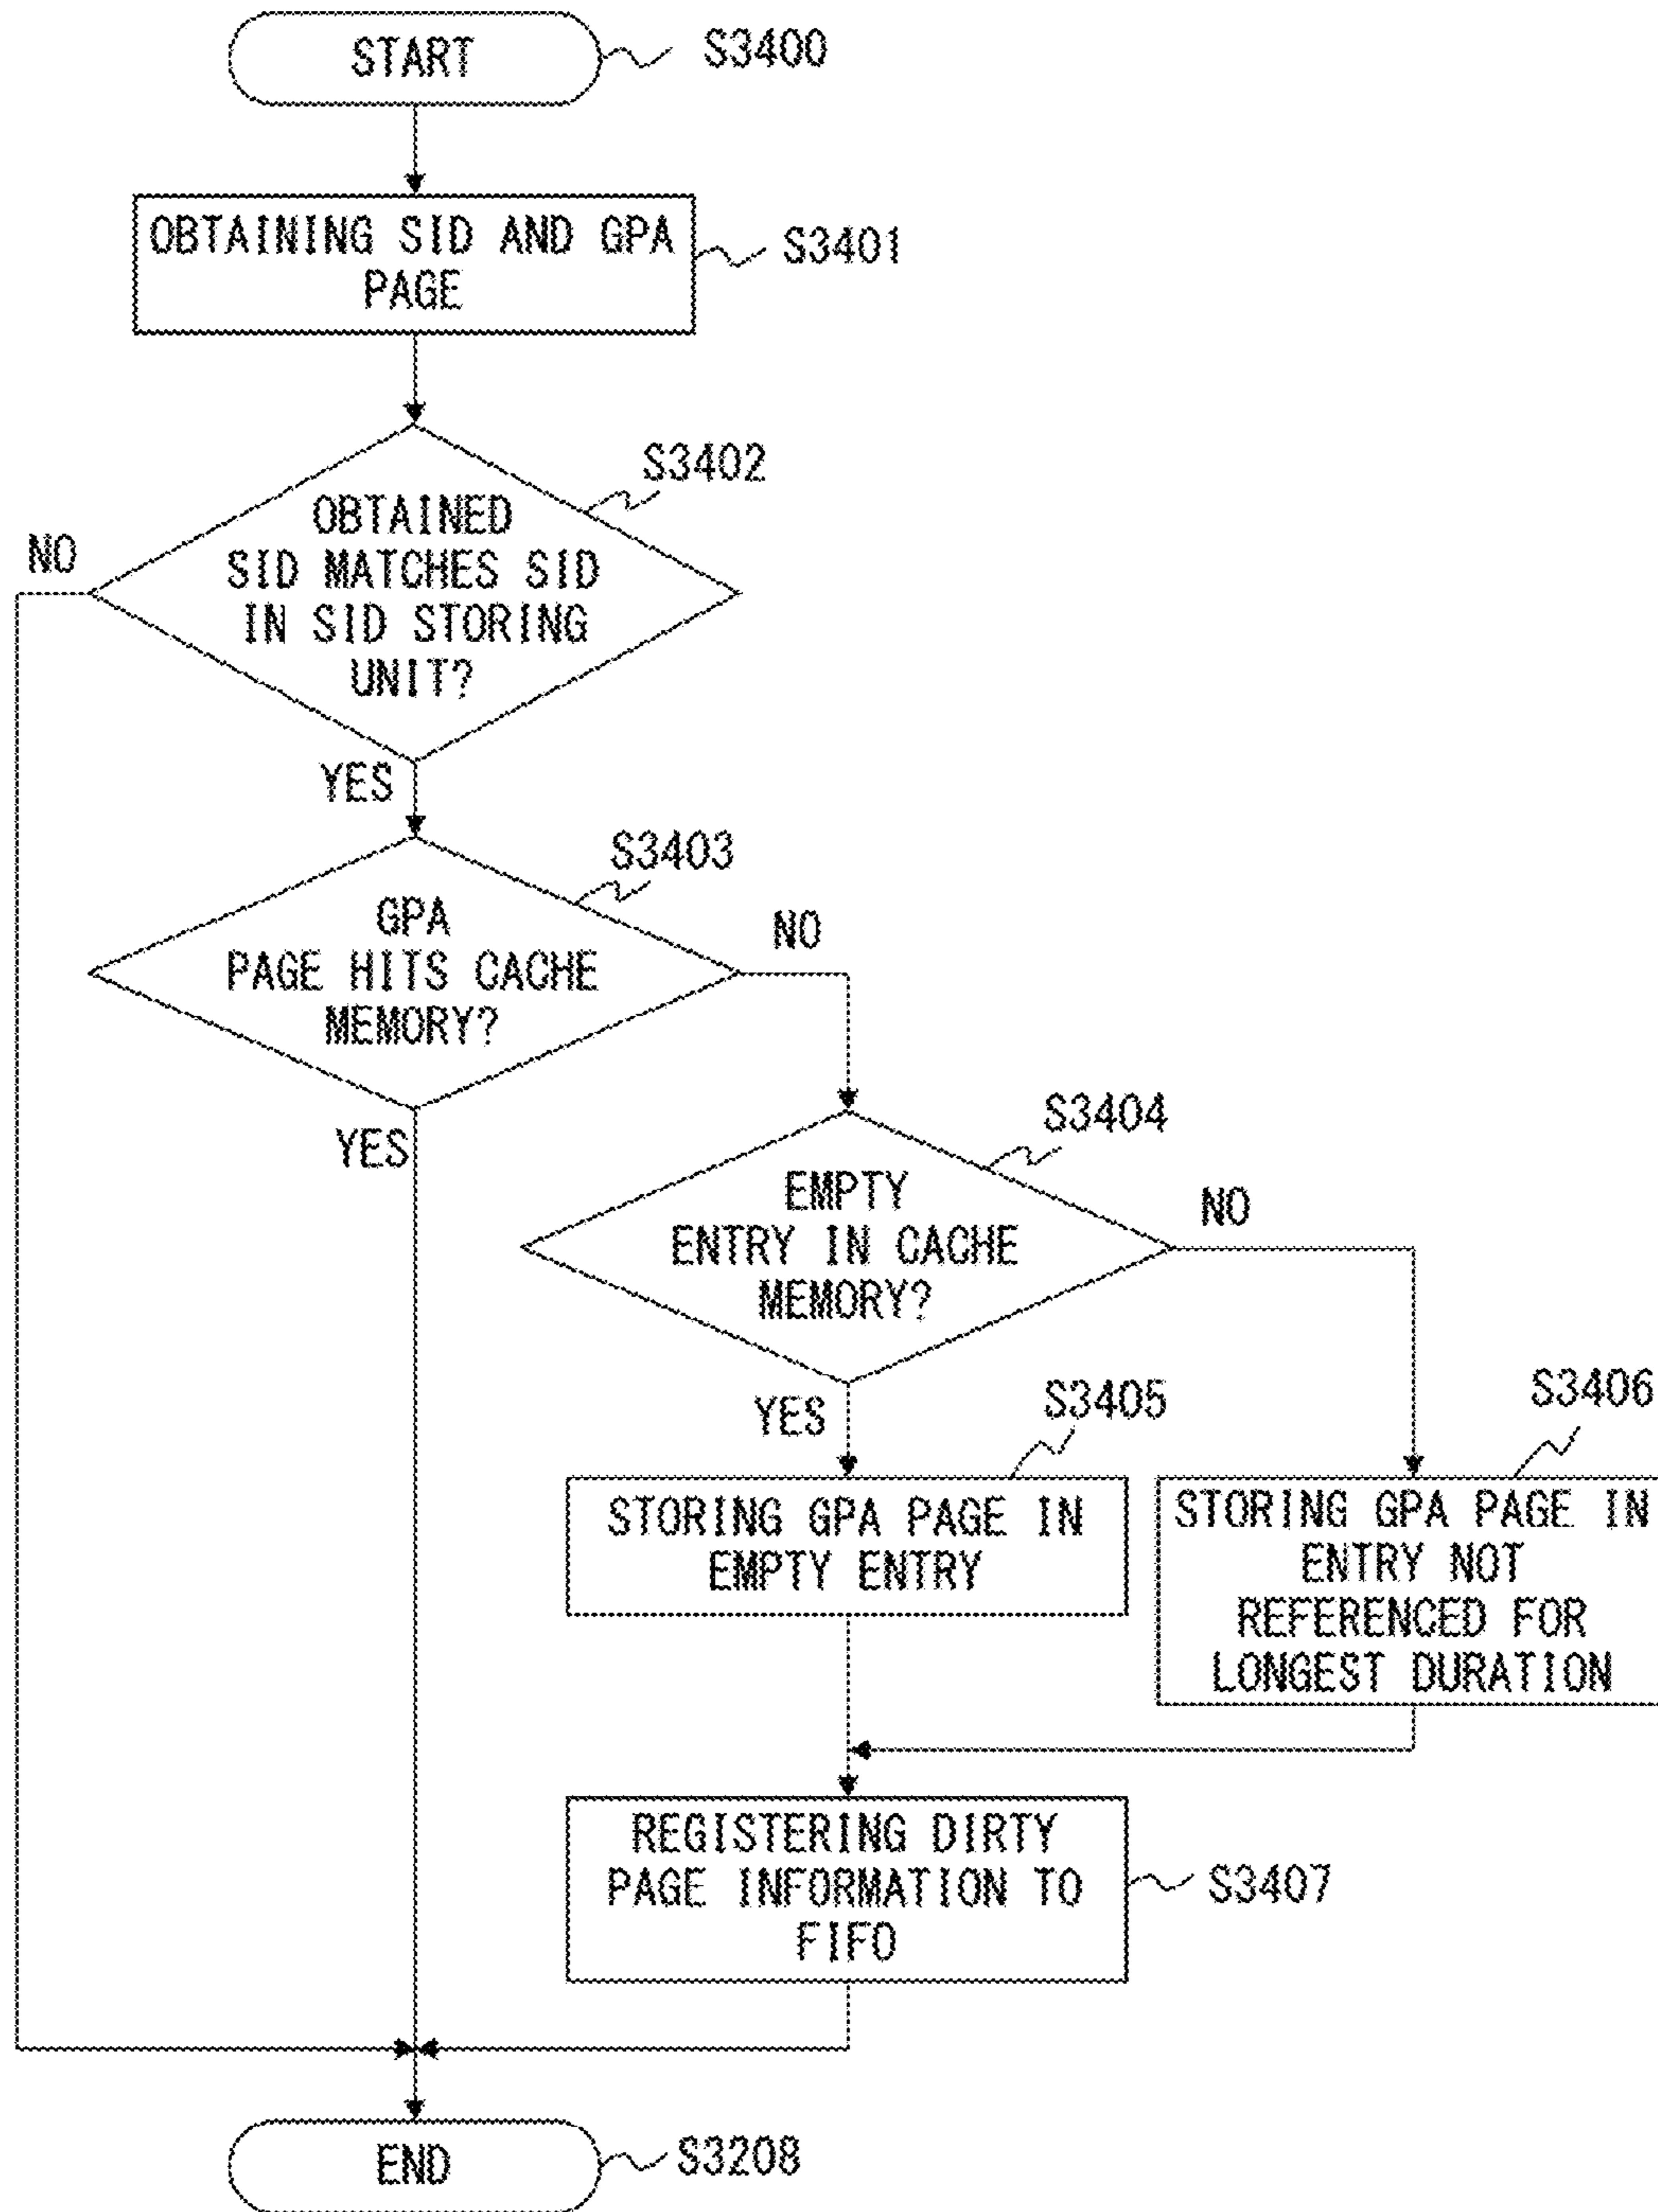 START
S3400
OBTAINING SID AND GPA
PAGE
S3401
S3402
OBTAINED
SID MATCHES SID
IN SID STORING
UNIT?
NO
YES
S3403
GPA
PAGE HITS CACHE
MEMORY?
NO
YES
S3404
EMPTY
ENTRY IN CACHE
MEMORY?
NO
YES
S3405
STORING GPA PAGE IN
EMPTY ENTRY
S3406
STORING GPA PAGE IN
ENTRY NOT
REFERENCED FOR
LONGEST DURATION
REGISTERING DIRTY
PAGE INFORMATION TO
FIFO
S3407
END
S3208